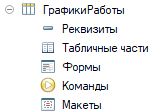 ГрафикиРаботы
Реквизиты
Табличные части
Формы
Команды
Макеты